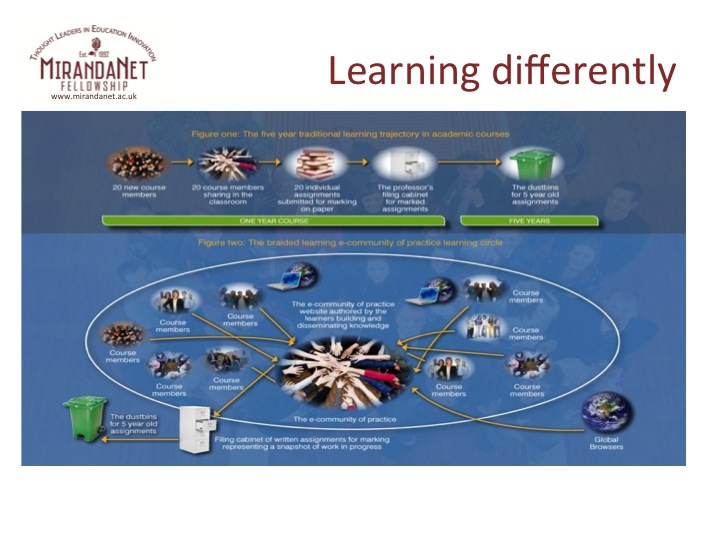 THOUGHT LEADERS IN EDUCATION INNOVATION
Est. 1992
MIRANDANET
FELLOWSHIP
www.mirandanet.ac.uk
Learning differently
Figure one: The five year traditional learning trajectory in academic courses
20 new course
members
20 course members
sharing in the
classroom
20 individual
assignments
submitted for marking
on paper
The professor's
filing cabinet
for marked
assignments
The dustbins
for 5 year old
assignments
ONE YEAR COURSE
FIVE YEARS
Figure two: The braided learning e-community of practice learning circle
The e-community of practice
website authored by the
learners building and
disseminating knowledge
Course
members
Course
members
Course
members
Course
members
Course
members
Course
members
Course
members
Course
members
Course
members
The e-community of practice
The dustbins
for 5 year old
assignments
Filing cabinet of written assignments for marking
representing a snapshot of work in progress
Global
Browsers